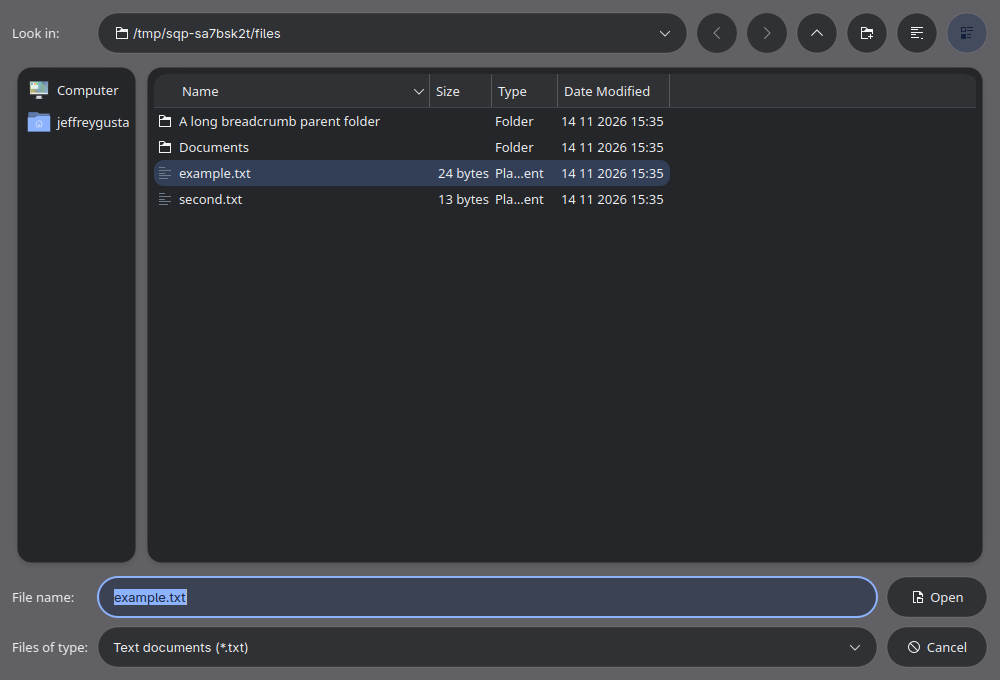 Look in: /tmp/sqp-sa7bsk2t/files
Computer
jeffreygusta
Name Size Type Date Modified
A long breadcrumb parent folder Folder 14 11 2026 15:35
Documents Folder 14 11 2026 15:35
example.txt 24 bytes Pla...ent 14 11 2026 15:35
second.txt 13 bytes Pla...ent 14 11 2026 15:35
File name: example.txt Open
Files of type: Text documents (*.txt) Cancel